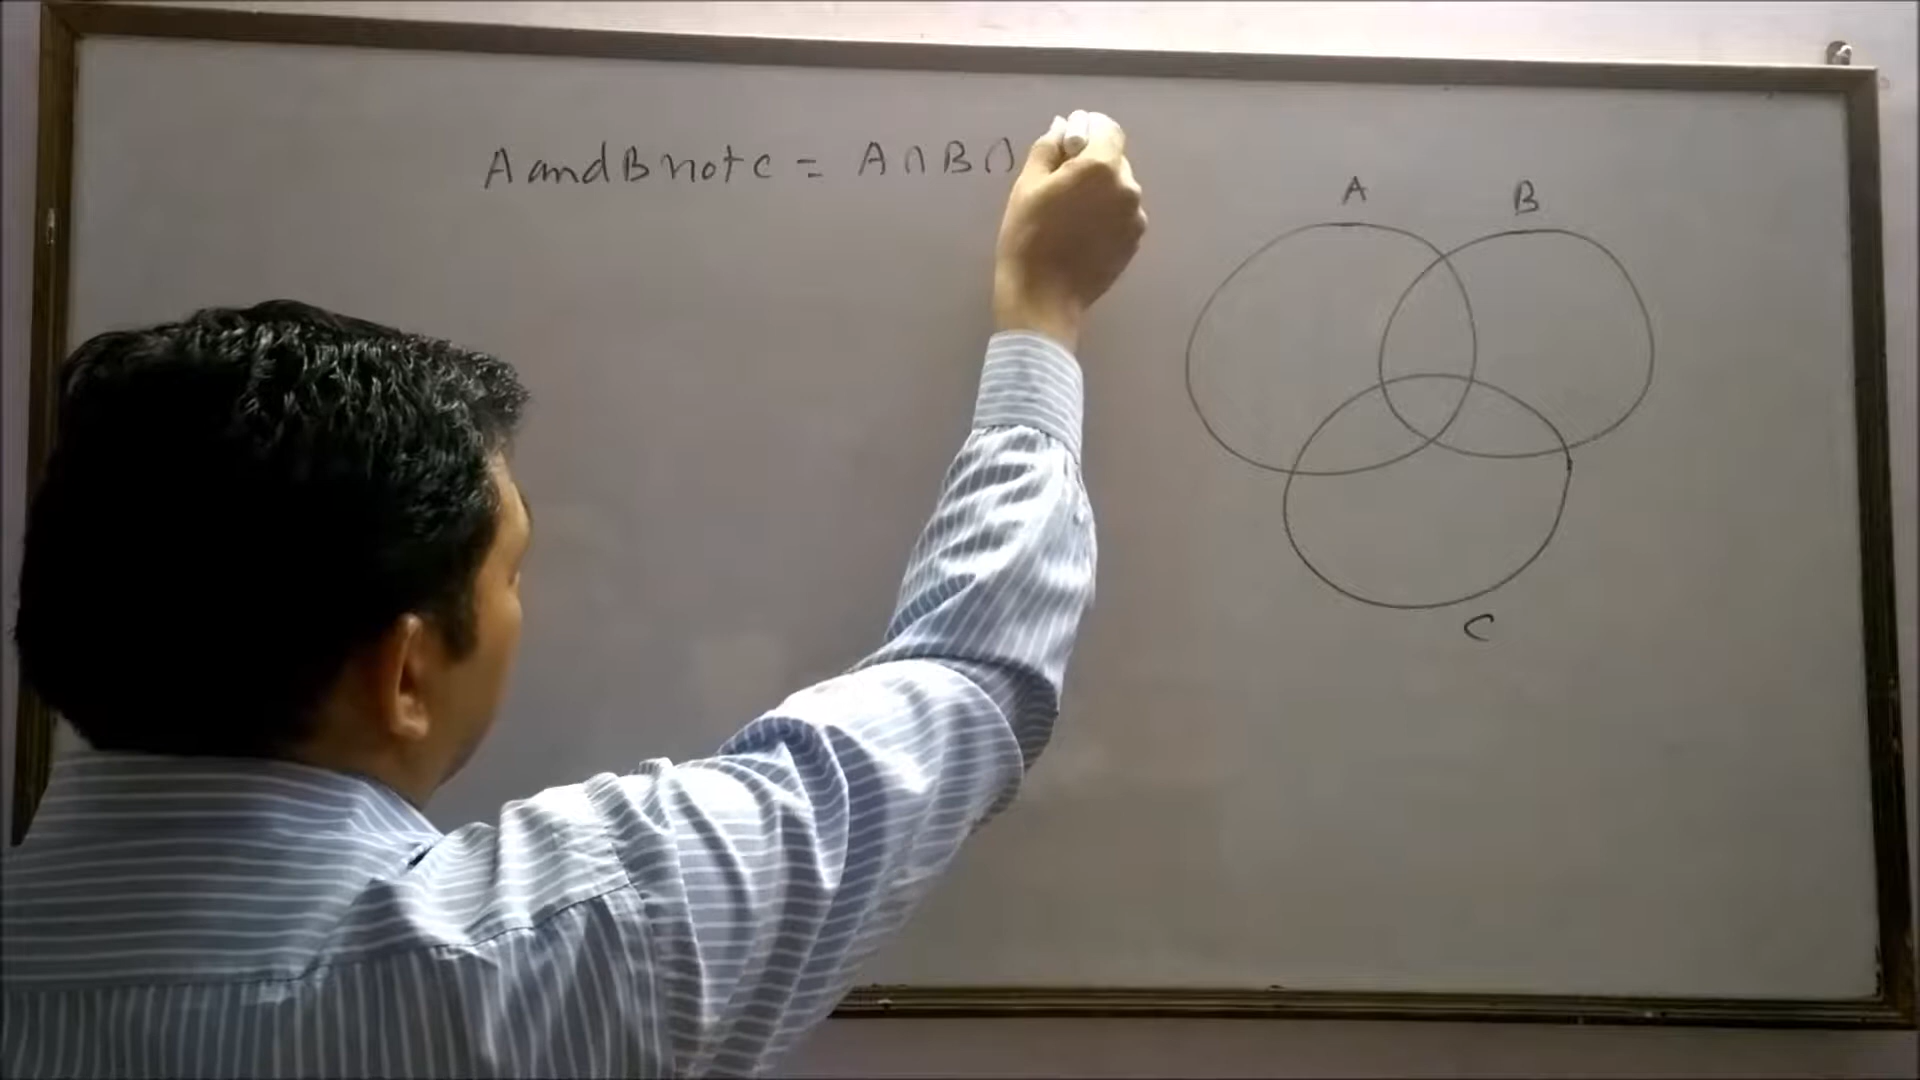 A and B not C = A ∩ B ∩
A
B
C